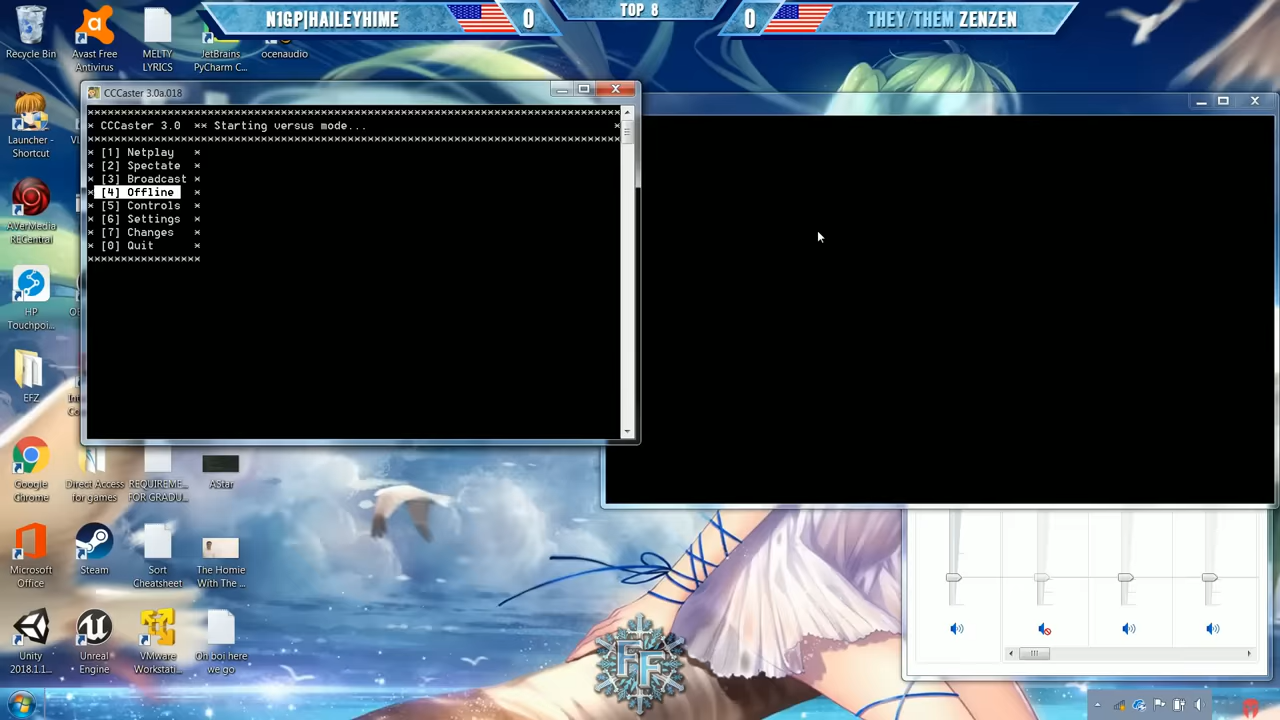 N1GP|HAILEYHIME
0
TOP 8
0
THEY/THEM ZENZEN
Recycle Bin
Avast Free
Antivirus
MELTY
LYRICS
JetBrains
PyCharm C...
ocenaudio
CCCaster 3.0a.018
* CCCaster 3.0 ** Starting versus mode... *
* [1] Netplay *
* [2] Spectate *
* [3] Broadcast *
* [4] Offline *
* [5] Controls *
* [6] Settings *
* [7] Changes *
* [0] Quit *
Launcher -
Shortcut
AVerMedia
RECentral
HP
Touchpoi...
EFZ
Google
Chrome
Direct Access
for games
REQUIREME...
FOR GRADU...
AStar
Microsoft
Office
Steam
Sort
Cheatsheet
The Homie
With The ...
Unity
2018.1.1...
Unreal
Engine
VMware
Workstati...
Oh boi here
we go
FF